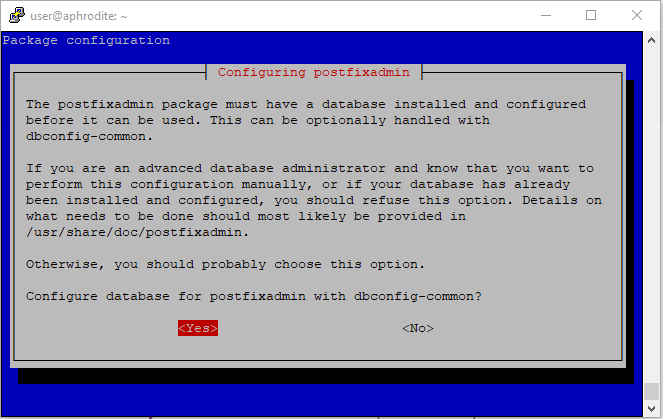 user@aphrodite: ~
Package configuration
Configuring postfixadmin
The postfixadmin package must have a database installed and configured
before it can be used. This can be optionally handled with
dbconfig-common.
If you are an advanced database administrator and know that you want to
perform this configuration manually, or if your database has already
been installed and configured, you should refuse this option. Details on
what needs to be done should most likely be provided in
/usr/share/doc/postfixadmin.
Otherwise, you should probably choose this option.
Configure database for postfixadmin with dbconfig-common?
<Yes> <No>